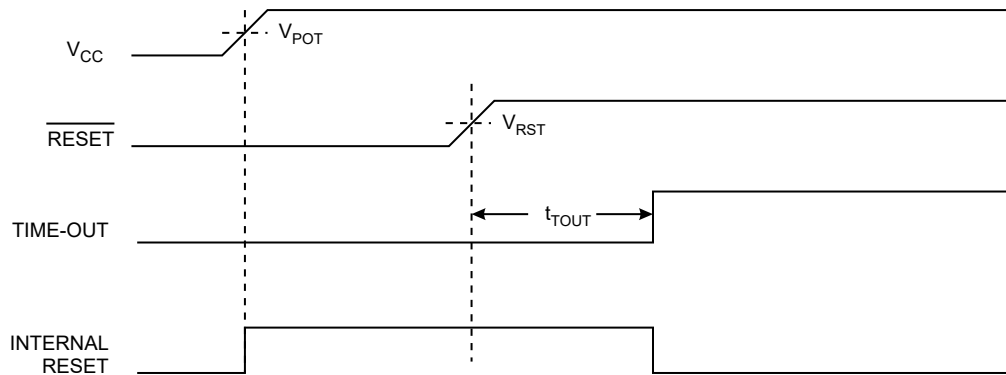 V_CC
V_POT
RESET
V_RST
TIME-OUT
t_TOUT
INTERNAL
RESET